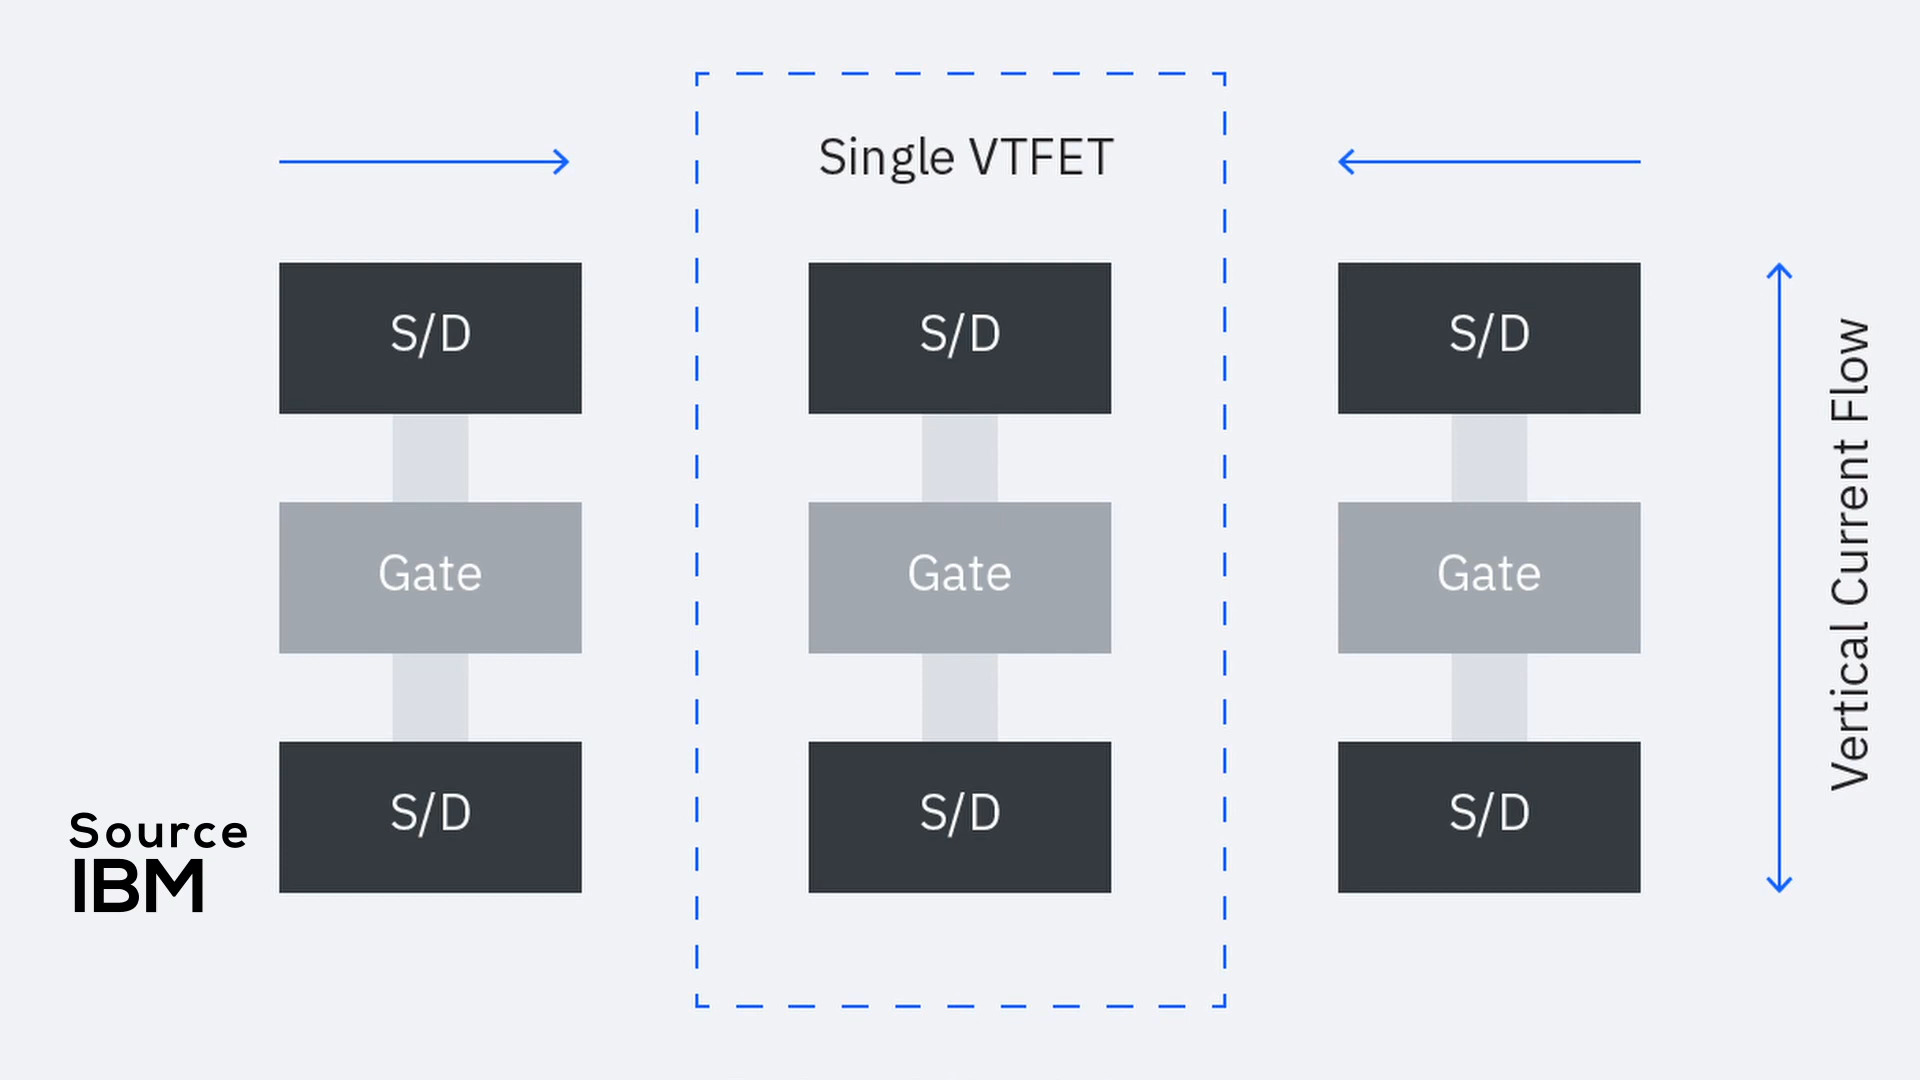 Single VTFET
S/D
S/D
S/D
Gate
Gate
Gate
S/D
S/D
S/D
Vertical Current Flow
Source
IBM